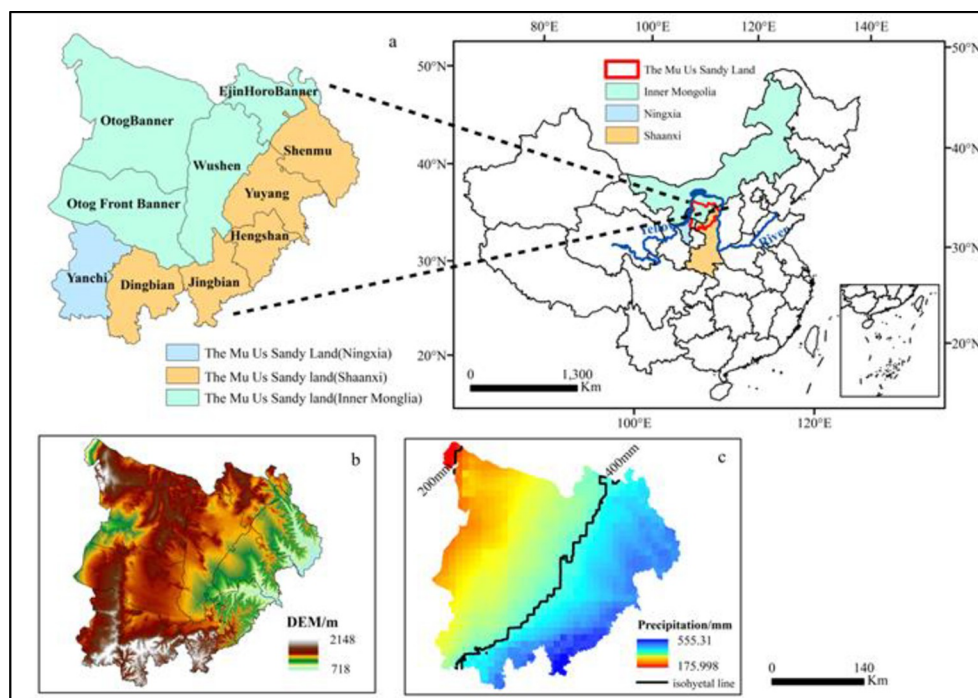 a
EjinHoroBanner
OtogBanner
Shenmu
Wushen
Yuyang
Otog Front Banner
Hengshan
Yanchi
Dingbian
Jingbian
The Mu Us Sandy Land(Ningxia)
The Mu Us Sandy land(Shaanxi)
The Mu Us Sandy land(Inner Monglia)
80°E
100°E
120°E
140°E
50°N
50°N
The Mu Us Sandy Land
Inner Mongolia
Ningxia
Shaanxi
40°N
40°N
River
30°N
30°N
20°N
20°N
0
1,300
Km
100°E
120°E
b
DEM/m
2148
718
c
200mm
400mm
Precipitation/mm
555.31
175.998
isohyetal line
0
140
Km